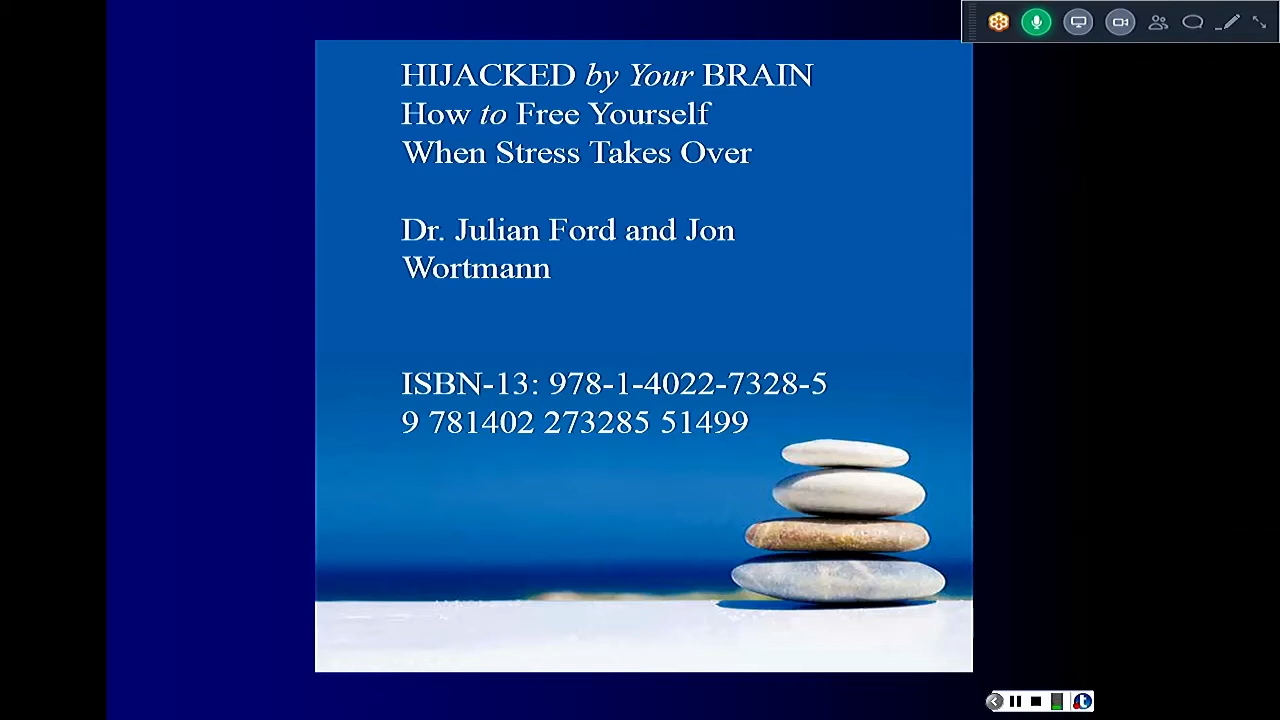 HIJACKED by Your BRAIN
How to Free Yourself
When Stress Takes Over
Dr. Julian Ford and Jon
Wortmann
ISBN-13: 978-1-4022-7328-5
9 781402 273285 51499